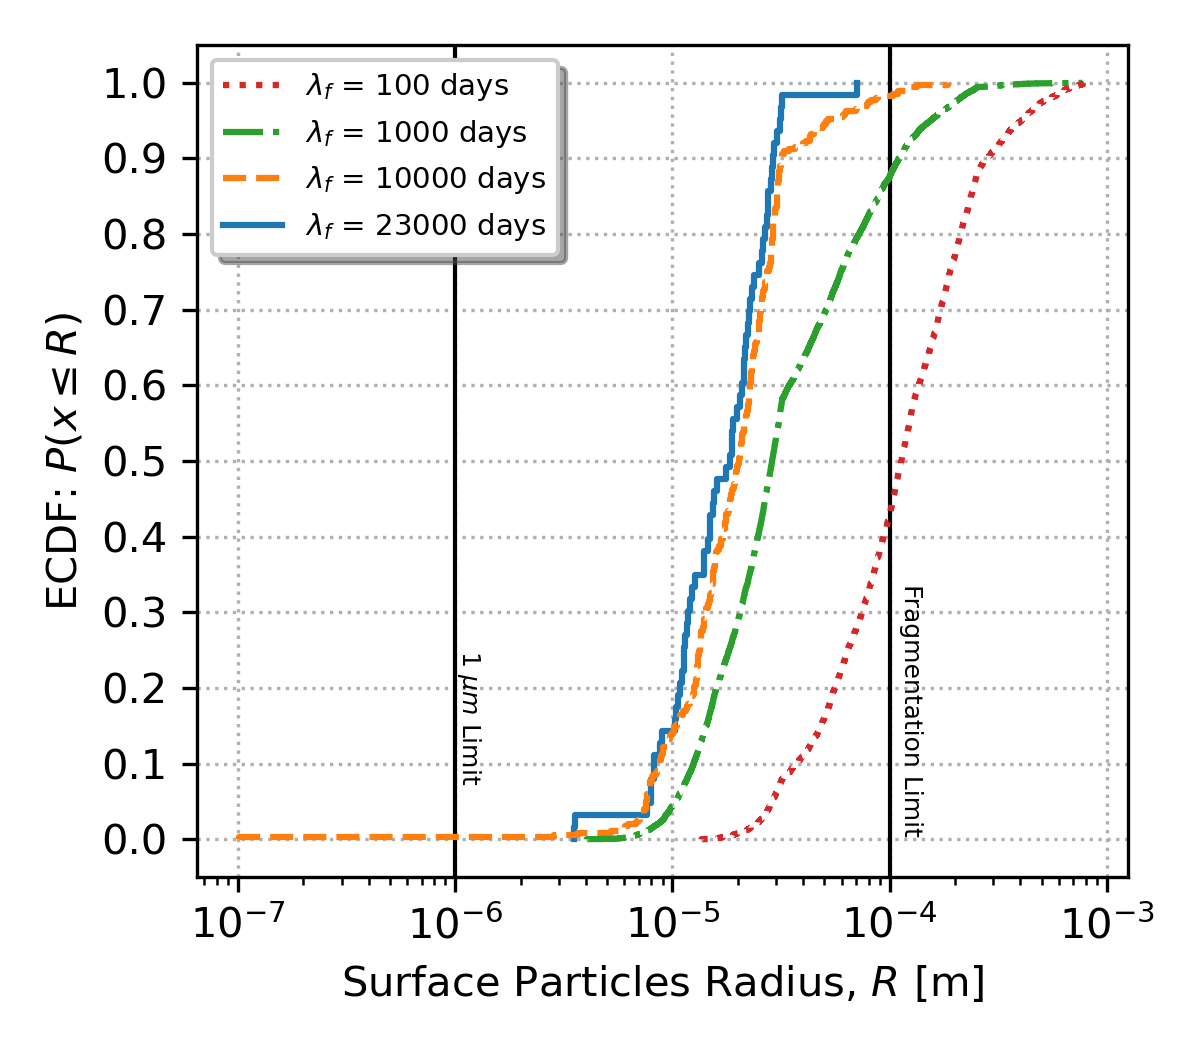 λf = 100 days
λf = 1000 days
λf = 10000 days
λf = 23000 days
1.0
0.9
0.8
0.7
0.6
0.5
0.4
0.3
0.2
0.1
0.0
ECDF: P(x ≤ R)
1 μm Limit
Fragmentation Limit
10⁻⁷
10⁻⁶
10⁻⁵
10⁻⁴
10⁻³
Surface Particles Radius, R [m]